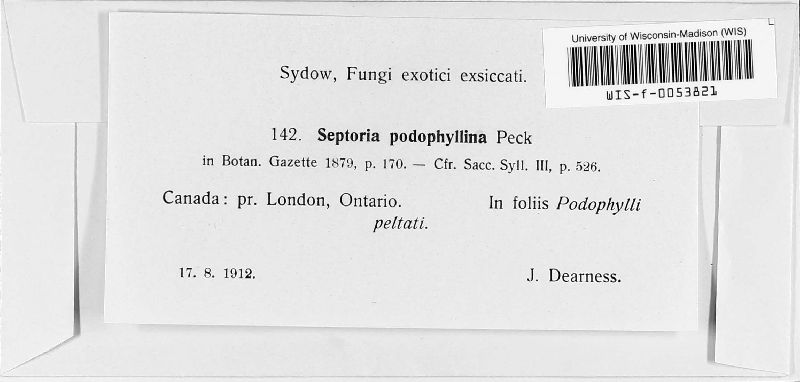 University of Wisconsin-Madison (WIS)
WIS-f-0053821
Sydow, Fungi exotici exsiccati.
142. Septoria podophyllina Peck
in Botan. Gazette 1879, p. 170. — Cfr. Sacc. Syll. III, p. 526.
Canada: pr. London, Ontario. In foliis Podophylli
peltati.
17. 8. 1912. J. Dearness.